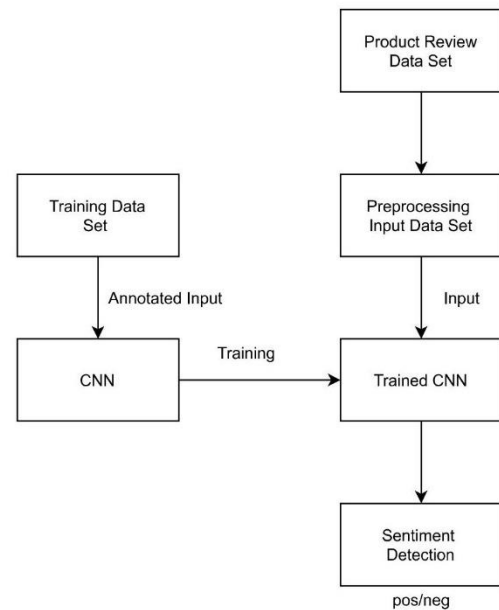 Product Review
Data Set
Training Data
Set
Preprocessing
Input Data Set
Annotated Input
Input
CNN
Training
Trained CNN
Sentiment
Detection
pos/neg